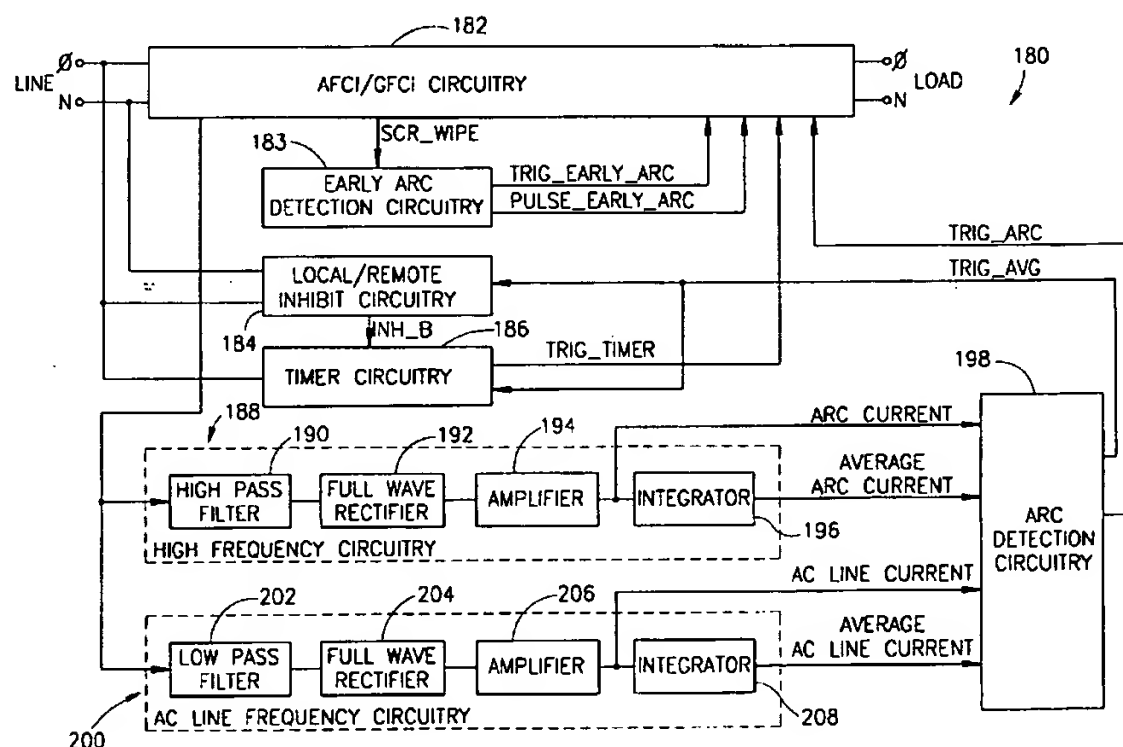 182
Ø
LINE
N
AFCI/GFCI CIRCUITRY
Ø
LOAD
N
180
SCR_WIPE
183
EARLY ARC
DETECTION CIRCUITRY
TRIG_EARLY_ARC
PULSE_EARLY_ARC
TRIG_ARC
TRIG_AVG
LOCAL/REMOTE
INHIBIT CIRCUITRY
184
INH_B
186
TIMER CIRCUITRY
TRIG_TIMER
198
188
190
192
194
ARC CURRENT
HIGH PASS
FILTER
FULL WAVE
RECTIFIER
AMPLIFIER
INTEGRATOR
AVERAGE
ARC CURRENT
196
HIGH FREQUENCY CIRCUITRY
ARC
DETECTION
CIRCUITRY
202
204
206
AC LINE CURRENT
LOW PASS
FILTER
FULL WAVE
RECTIFIER
AMPLIFIER
INTEGRATOR
AVERAGE
AC LINE CURRENT
208
AC LINE FREQUENCY CIRCUITRY
200